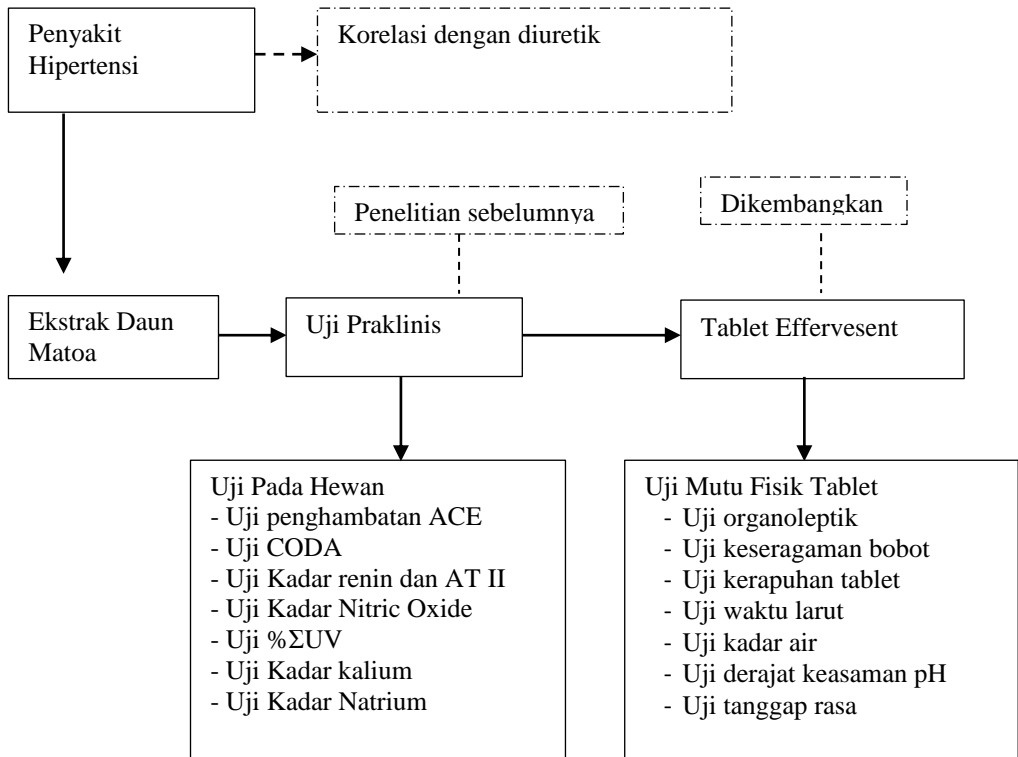 Penyakit
Hipertensi
Korelasi dengan diuretik
Penelitian sebelumnya
Dikembangkan
Ekstrak Daun
Matoa
Uji Praklinis
Tablet Effervesent
Uji Pada Hewan
- Uji penghambatan ACE
- Uji CODA
- Uji Kadar renin dan AT II
- Uji Kadar Nitric Oxide
- Uji %ΣUV
- Uji Kadar kalium
- Uji Kadar Natrium
Uji Mutu Fisik Tablet
- Uji organoleptik
- Uji keseragaman bobot
- Uji kerapuhan tablet
- Uji waktu larut
- Uji kadar air
- Uji derajat keasaman pH
- Uji tanggap rasa